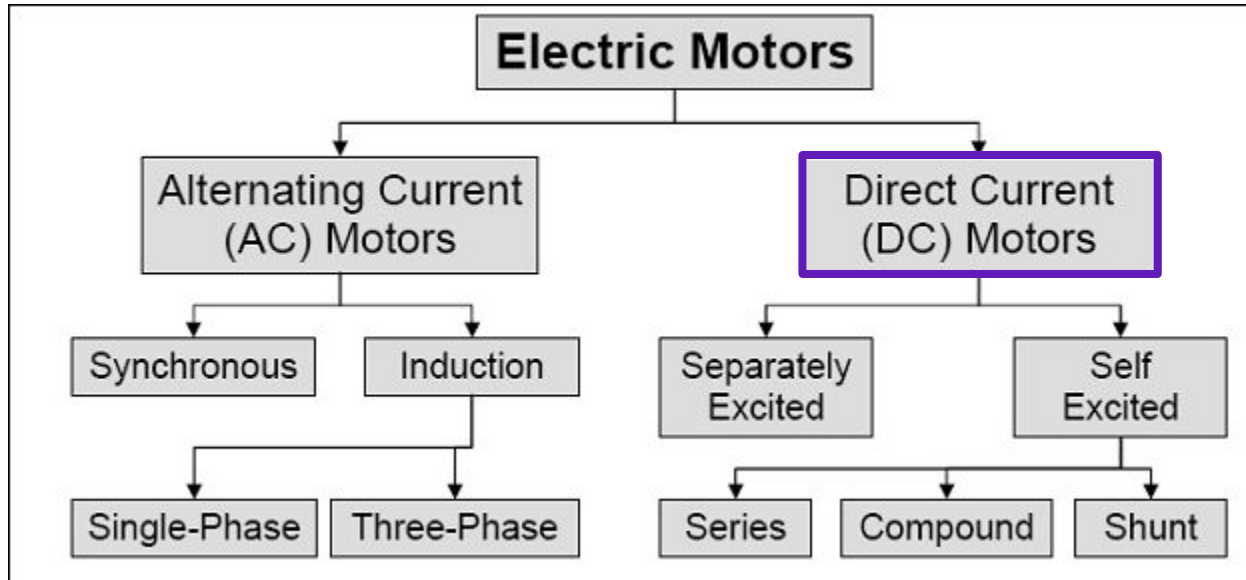 Electric Motors
Alternating Current
(AC) Motors
Direct Current
(DC) Motors
Synchronous
Induction
Separately
Excited
Self
Excited
Single-Phase
Three-Phase
Series
Compound
Shunt